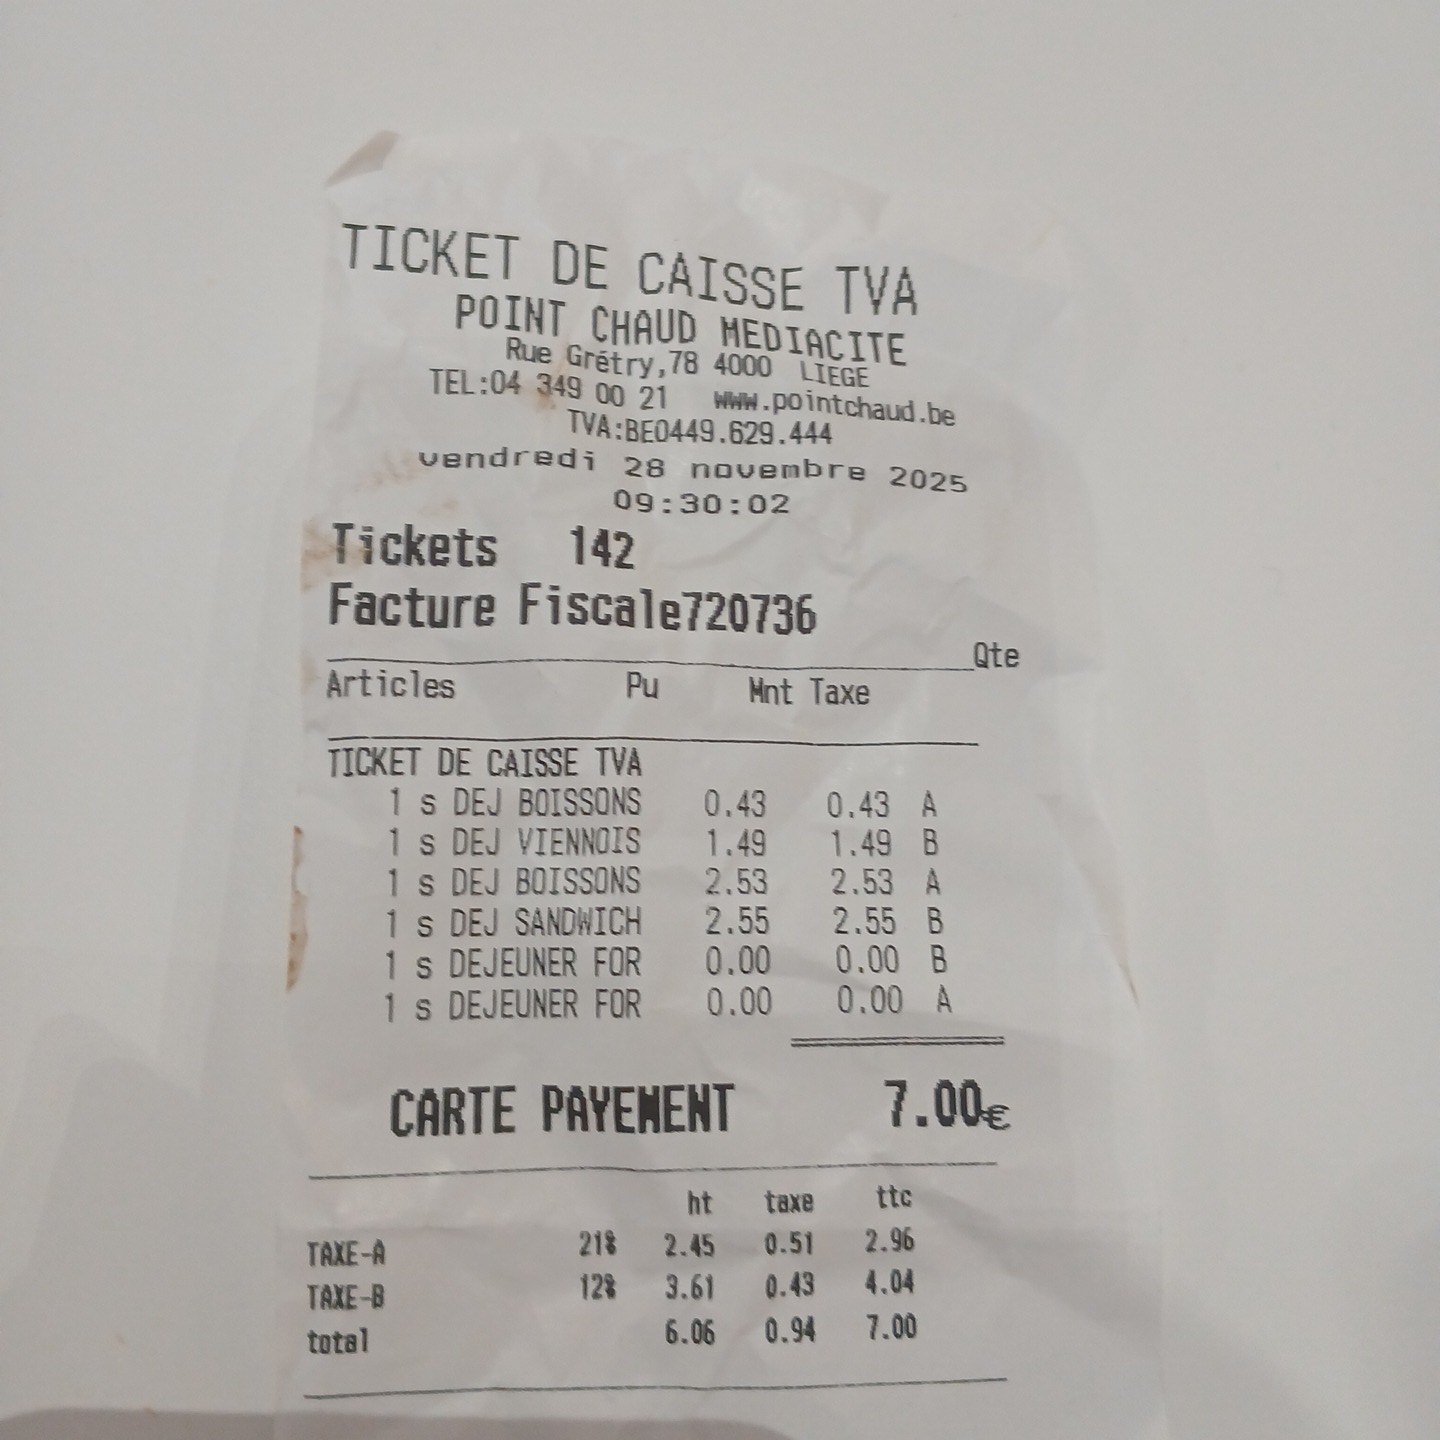 TICKET DE CAISSE TVA
POINT CHAUD MEDIACITE
Rue Grétry,78 4000 LIEGE
TEL:04 349 00 21 www.pointchaud.be
TVA:BE0449.629.444
vendredi 28 novembre 2025
09:30:02
Tickets 142
Facture Fiscale720736
Qte
Articles Pu Mnt Taxe
TICKET DE CAISSE TVA
1 s DEJ BOISSONS 0.43 0.43 A
1 s DEJ VIENNOIS 1.49 1.49 B
1 s DEJ BOISSONS 2.53 2.53 A
1 s DEJ SANDWICH 2.55 2.55 B
1 s DEJEUNER FOR 0.00 0.00 B
1 s DEJEUNER FOR 0.00 0.00 A
CARTE PAYEMENT 7.00€
ht taxe ttc
TAXE-A 21% 2.45 0.51 2.96
TAXE-B 12% 3.61 0.43 4.04
total 6.06 0.94 7.00